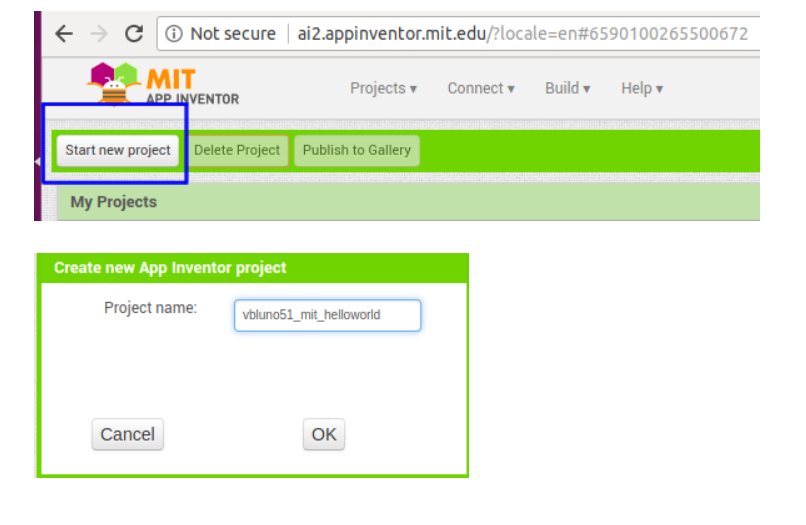 Not secure | ai2.appinventor.mit.edu/?locale=en#6590100265500672
MIT
APP INVENTOR
Projects ▾ Connect ▾ Build ▾ Help ▾
Start new project Delete Project Publish to Gallery
My Projects
Create new App Inventor project
Project name: vbluno51_mit_helloworld
Cancel OK